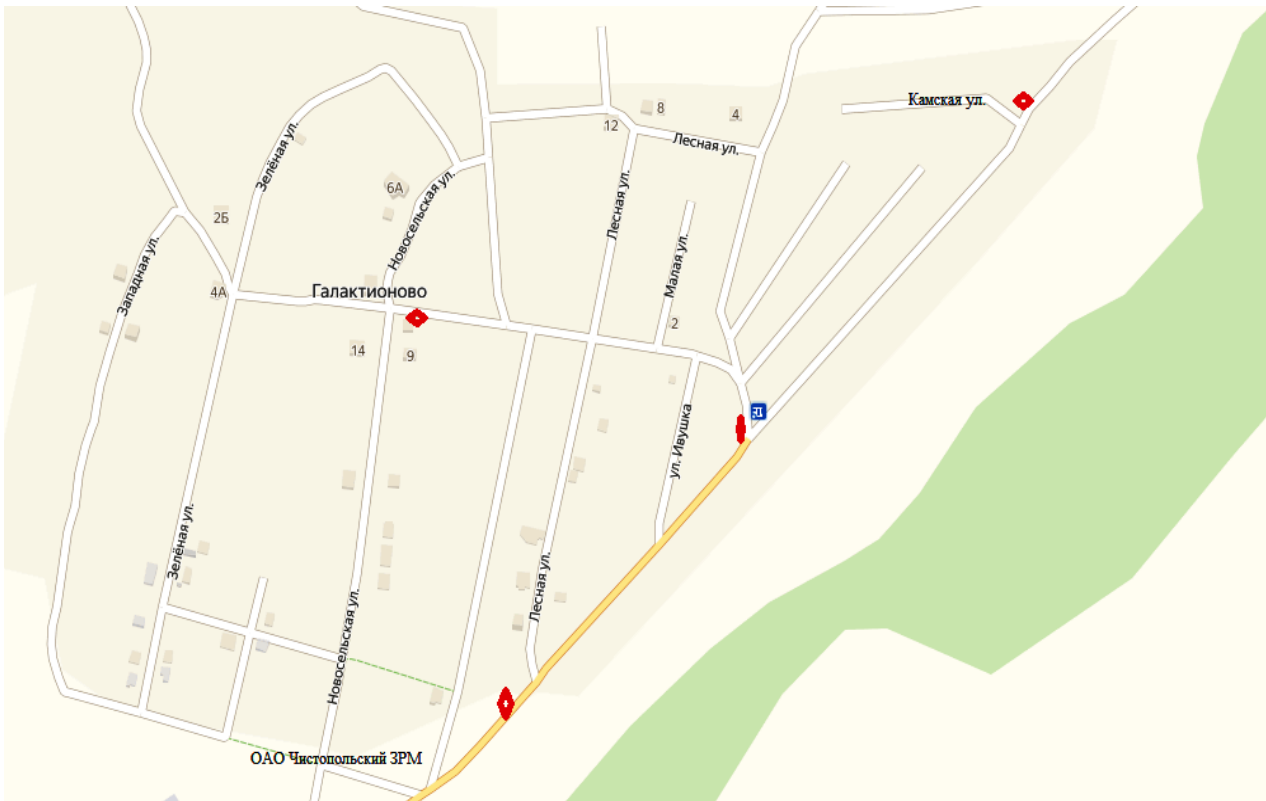 Камская ул.
8
4
12
Лесная ул.
Зелёная ул.
6А
Лесная ул.
2Б
Новосельская ул.
Западная ул.
Малая ул.
4А
Галактионово
2
14
9
ул. Ивушка
Зелёная ул.
Лесная ул.
Новосельская ул.
ОАО Чистопольский ЗРМ